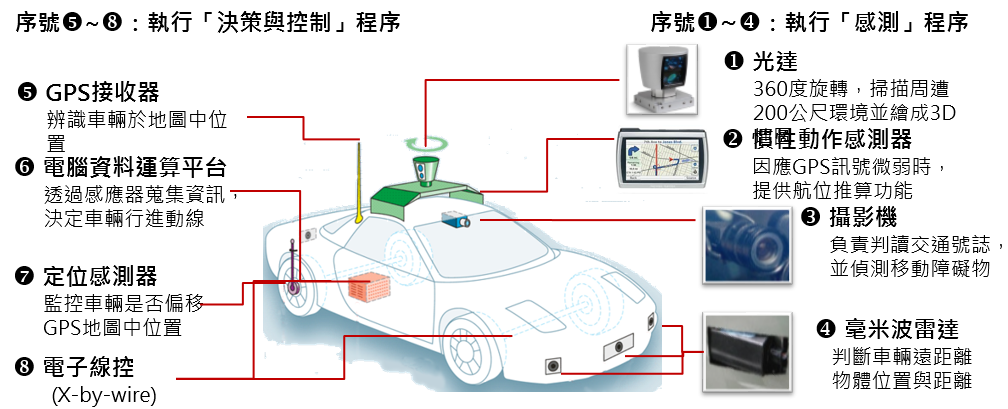 序號❺~❽：執行「決策與控制」程序
❺ GPS接收器
辨識車輛於地圖中位
置
❻ 電腦資料運算平台
透過感應器蒐集資訊，
決定車輛行進動線
❼ 定位感測器
監控車輛是否偏移
GPS地圖中位置
❽ 電子線控
(X-by-wire)
序號❶~❹：執行「感測」程序
❶ 光達
360度旋轉，掃描周遭
200公尺環境並繪成3D
❷ 慣性動作感測器
因應GPS訊號微弱時，
提供航位推算功能
❸ 攝影機
負責判讀交通號誌，
並偵測移動障礙物
❹ 毫米波雷達
判斷車輛遠距離
物體位置與距離